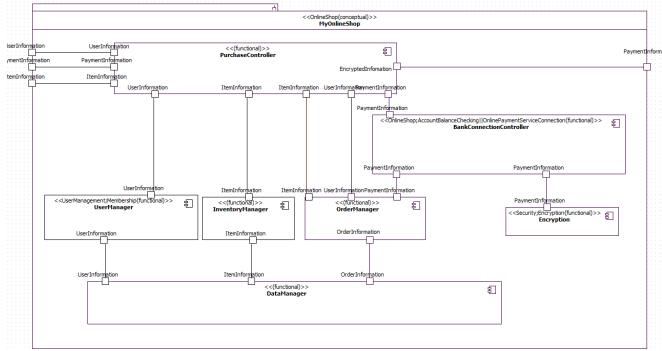 <<OnlineShop{conceptual}>>
MyOnlineShop
UserInformation UserInformation
PaymentInformation
ItemInformation ItemInformation
<<{functional}>>
PurchaseController
EncryptedInfomation
PaymentInform
UserInformation ItemInformation ItemInformation UserInformation PaymentInformation
PaymentInformation
<<OnlineShop;AccountBalanceChecking||OnlinePaymentServiceConnection{functional}>>
BankConnectionController
PaymentInformation PaymentInformation
UserInformation ItemInformation ItemInformation UserInformation PaymentInformation
PaymentInformation
<<UserManagement;Membership{functional}>>
UserManager
<<{functional}>>
InventoryManager
<<{functional}>>
OrderManager
<<Security;Encryption{functional}>>
Encryption
UserInformation ItemInformation OrderInformation
UserInformation ItemInformation OrderInformation
<<{functional}>>
DataManager